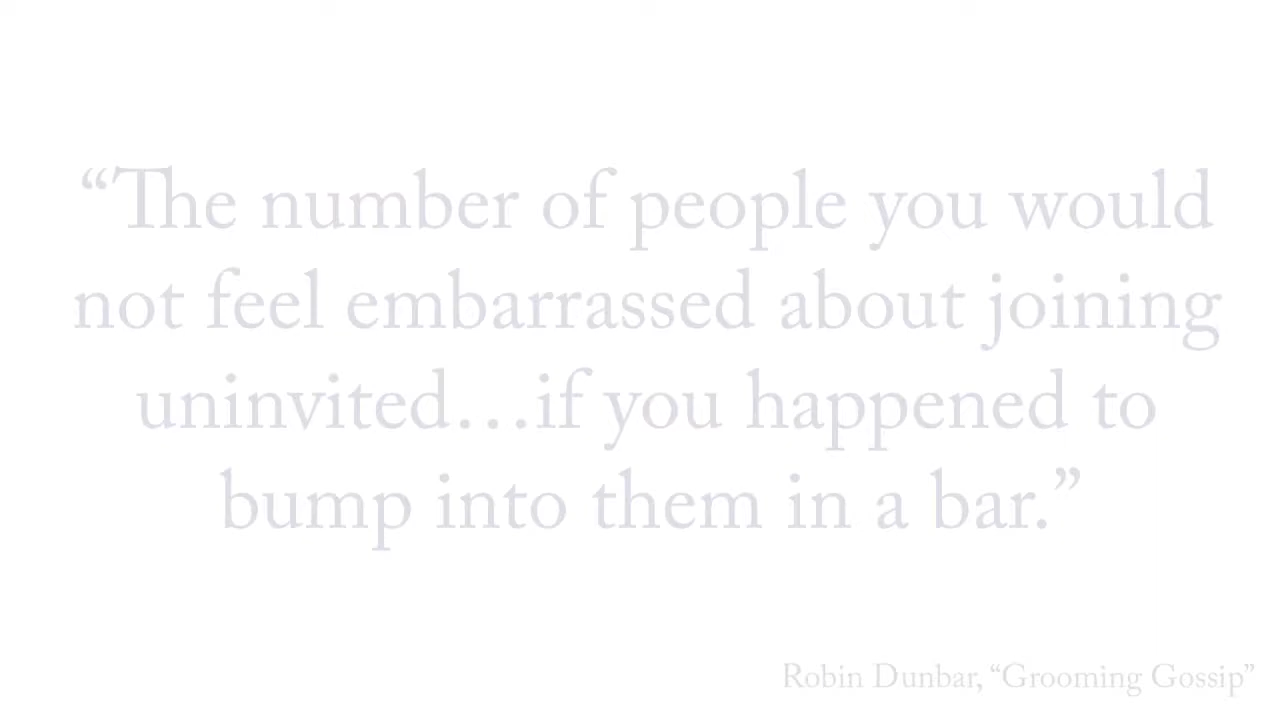 “The number of people you would
not feel embarrassed about joining
uninvited…if you happened to
bump into them in a bar.”
Robin Dunbar, “Grooming Gossip”